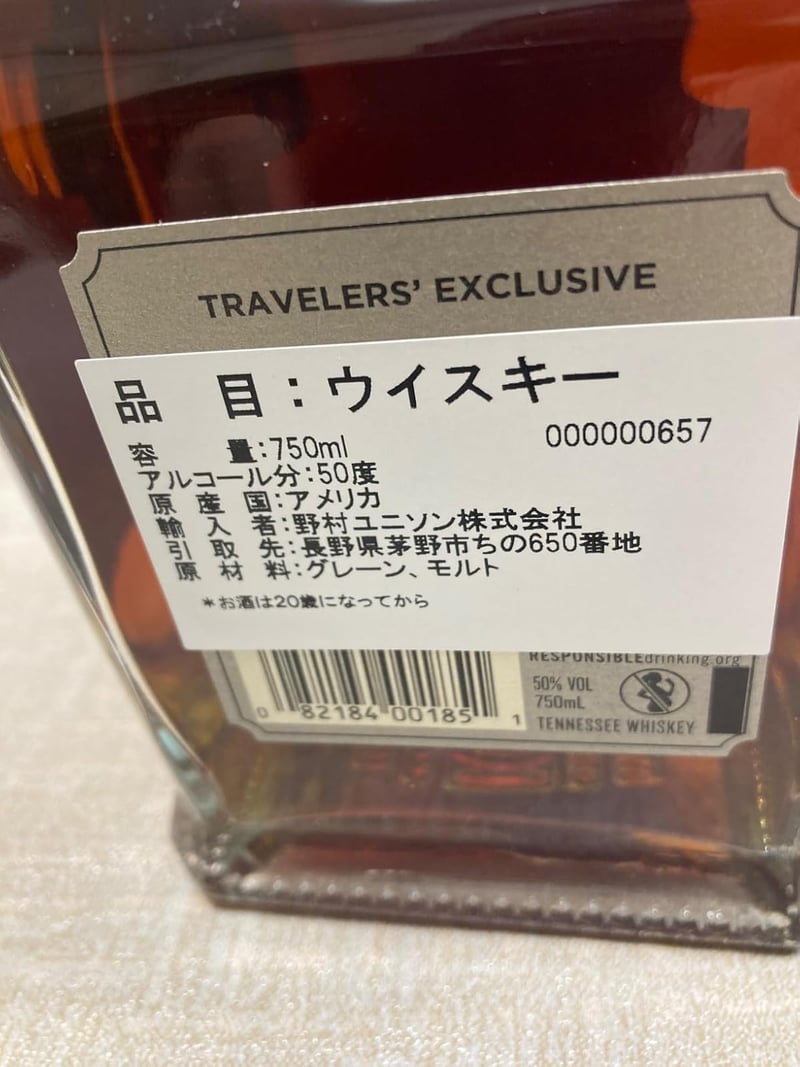 TRAVELERS' EXCLUSIVE
品 目:ウイスキー
000000657
容 量:750ml
アルコール分:50度
原 産 国:アメリカ
輸 入 者:野村ユニソン株式会社
引 取 先:長野県茅野市ちの650番地
原 材 料:グレーン、モルト
*お酒は20歳になってから
RESPONSIBLEdrinking.org
50% VOL
750mL
0 82184 00185 1
TENNESSEE WHISKEY